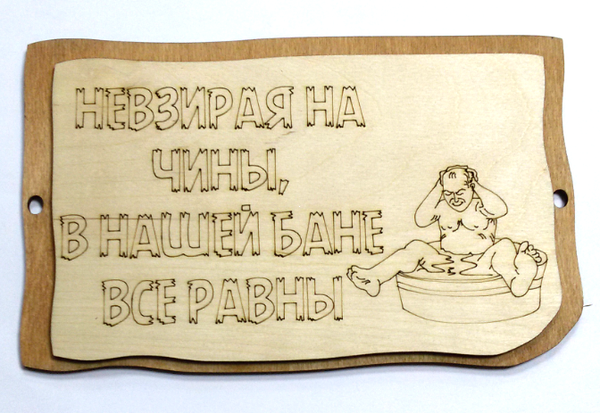 НЕВЗИРАЯ НА
ЧИНЫ,
В НАШЕЙ БАНЕ
ВСЕ РАВНЫ